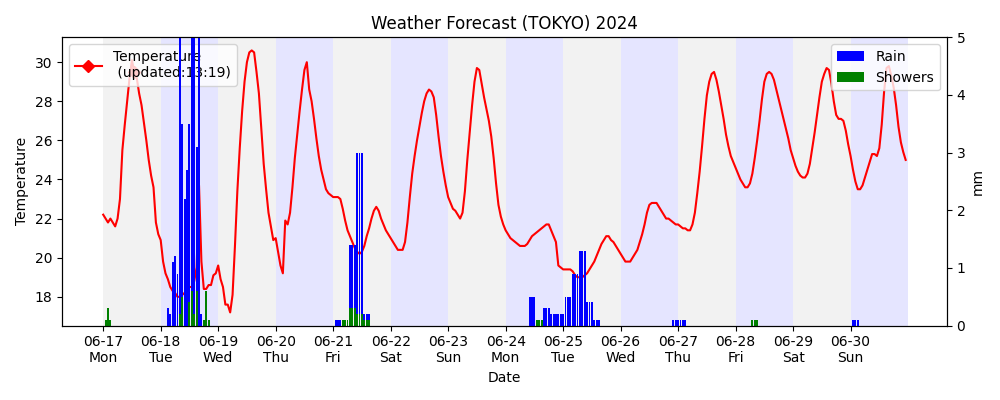 Weather Forecast (TOKYO) 2024
Temperature
(updated:13:19)
Rain
Showers
Temperature
30
28
26
24
22
20
18
5
4
3
2
1
0
mm
06-17 06-18 06-19 06-20 06-21 06-22 06-23 06-24 06-25 06-26 06-27 06-28 06-29 06-30
Mon Tue Wed Thu Fri Sat Sun Mon Tue Wed Thu Fri Sat Sun
Date